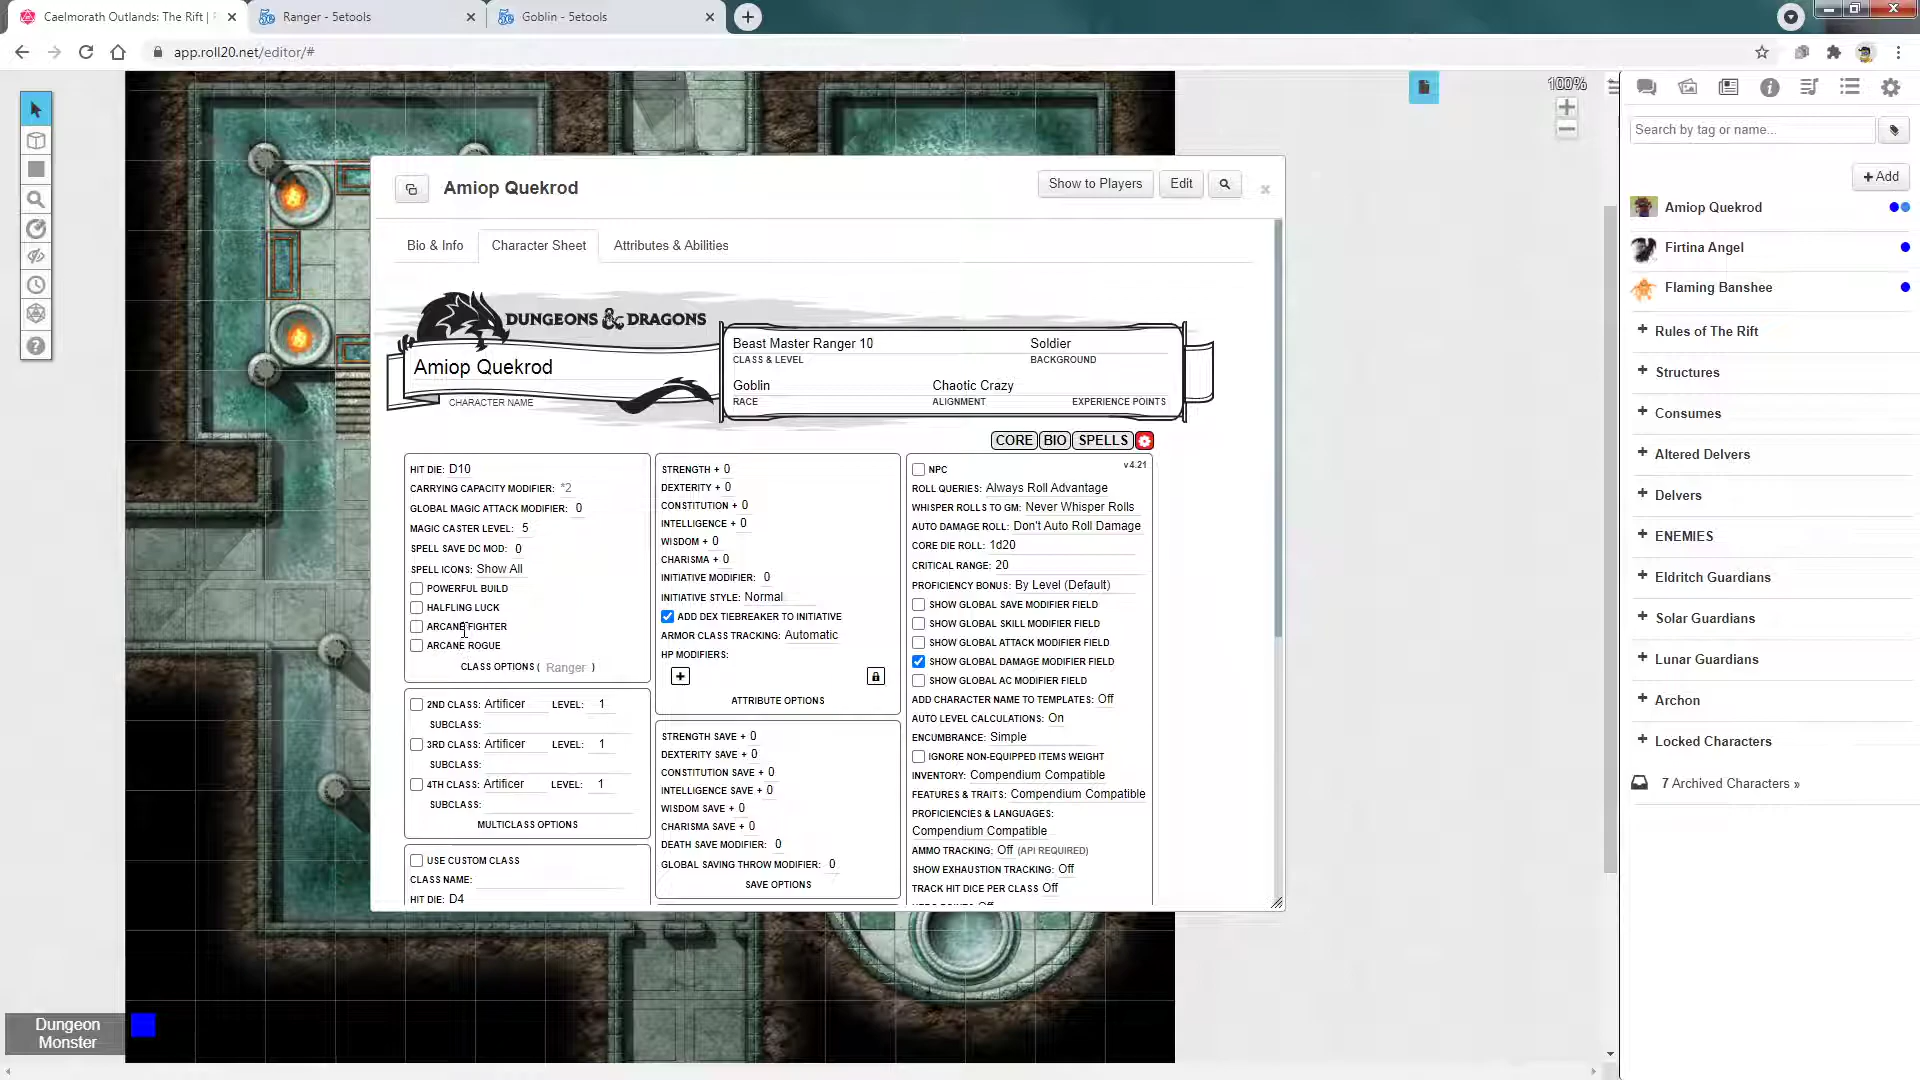 Caelmorath Outlands: The Rift |
Ranger - 5etools
Goblin - 5etools
app.roll20.net/editor/#
100%
Search by tag or name...
Add
Amiop Quekrod
Firtina Angel
Flaming Banshee
Rules of The Rift
Structures
Consumes
Altered Delvers
Delvers
ENEMIES
Eldritch Guardians
Solar Guardians
Lunar Guardians
Archon
Locked Characters
7 Archived Characters »
Amiop Quekrod
Show to Players
Edit
Bio & Info
Character Sheet
Attributes & Abilities
DUNGEONS & DRAGONS
Amiop Quekrod
CHARACTER NAME
Beast Master Ranger 10
Soldier
CLASS & LEVEL
BACKGROUND
Goblin
Chaotic Crazy
RACE
ALIGNMENT
EXPERIENCE POINTS
CORE
BIO
SPELLS
HIT DIE: D10
CARRYING CAPACITY MODIFIER: *2
GLOBAL MAGIC ATTACK MODIFIER: 0
MAGIC CASTER LEVEL: 5
SPELL SAVE DC MOD: 0
SPELL ICONS: Show All
POWERFUL BUILD
HALFLING LUCK
ARCANE FIGHTER
ARCANE ROGUE
CLASS OPTIONS ( Ranger )
2ND CLASS: Artificer LEVEL: 1
SUBCLASS:
3RD CLASS: Artificer LEVEL: 1
SUBCLASS:
4TH CLASS: Artificer LEVEL: 1
SUBCLASS:
MULTICLASS OPTIONS
USE CUSTOM CLASS
CLASS NAME:
HIT DIE: D4
STRENGTH + 0
DEXTERITY + 0
CONSTITUTION + 0
INTELLIGENCE + 0
WISDOM + 0
CHARISMA + 0
INITIATIVE MODIFIER: 0
INITIATIVE STYLE: Normal
ADD DEX TIEBREAKER TO INITIATIVE
ARMOR CLASS TRACKING: Automatic
HP MODIFIERS:
ATTRIBUTE OPTIONS
STRENGTH SAVE + 0
DEXTERITY SAVE + 0
CONSTITUTION SAVE + 0
INTELLIGENCE SAVE + 0
WISDOM SAVE + 0
CHARISMA SAVE + 0
DEATH SAVE MODIFIER: 0
GLOBAL SAVING THROW MODIFIER: 0
SAVE OPTIONS
NPC
v4.21
ROLL QUERIES: Always Roll Advantage
WHISPER ROLLS TO GM: Never Whisper Rolls
AUTO DAMAGE ROLL: Don't Auto Roll Damage
CORE DIE ROLL: 1d20
CRITICAL RANGE: 20
PROFICIENCY BONUS: By Level (Default)
SHOW GLOBAL SAVE MODIFIER FIELD
SHOW GLOBAL SKILL MODIFIER FIELD
SHOW GLOBAL ATTACK MODIFIER FIELD
SHOW GLOBAL DAMAGE MODIFIER FIELD
SHOW GLOBAL AC MODIFIER FIELD
ADD CHARACTER NAME TO TEMPLATES: Off
AUTO LEVEL CALCULATIONS: On
ENCUMBRANCE: Simple
IGNORE NON-EQUIPPED ITEMS WEIGHT
INVENTORY: Compendium Compatible
FEATURES & TRAITS: Compendium Compatible
PROFICIENCIES & LANGUAGES:
Compendium Compatible
AMMO TRACKING: Off (API REQUIRED)
SHOW EXHAUSTION TRACKING: Off
TRACK HIT DICE PER CLASS Off
Dungeon
Monster